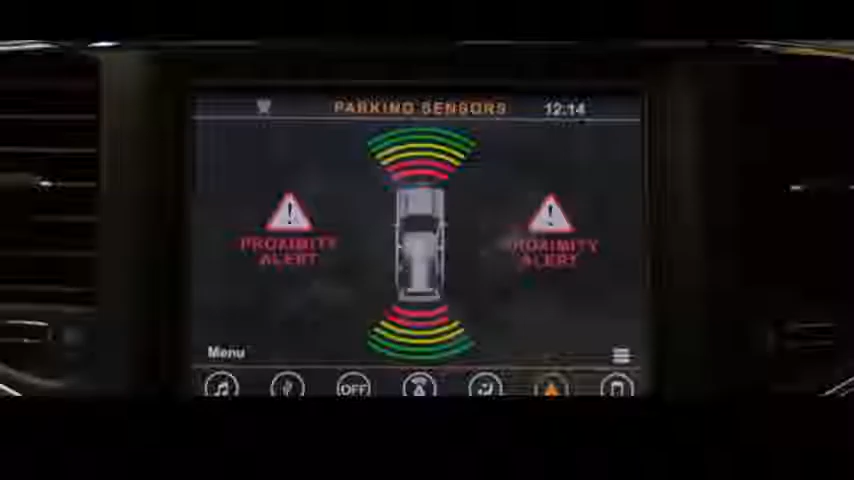 PARKING SENSORS
12:14
PROXIMITY
ALERT
PROXIMITY
ALERT
Menu
OFF